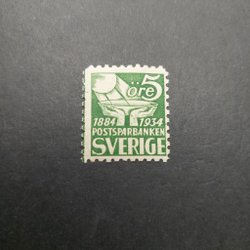 5
öre
1884 1934
POSTSPARBANKEN
SVERIGE